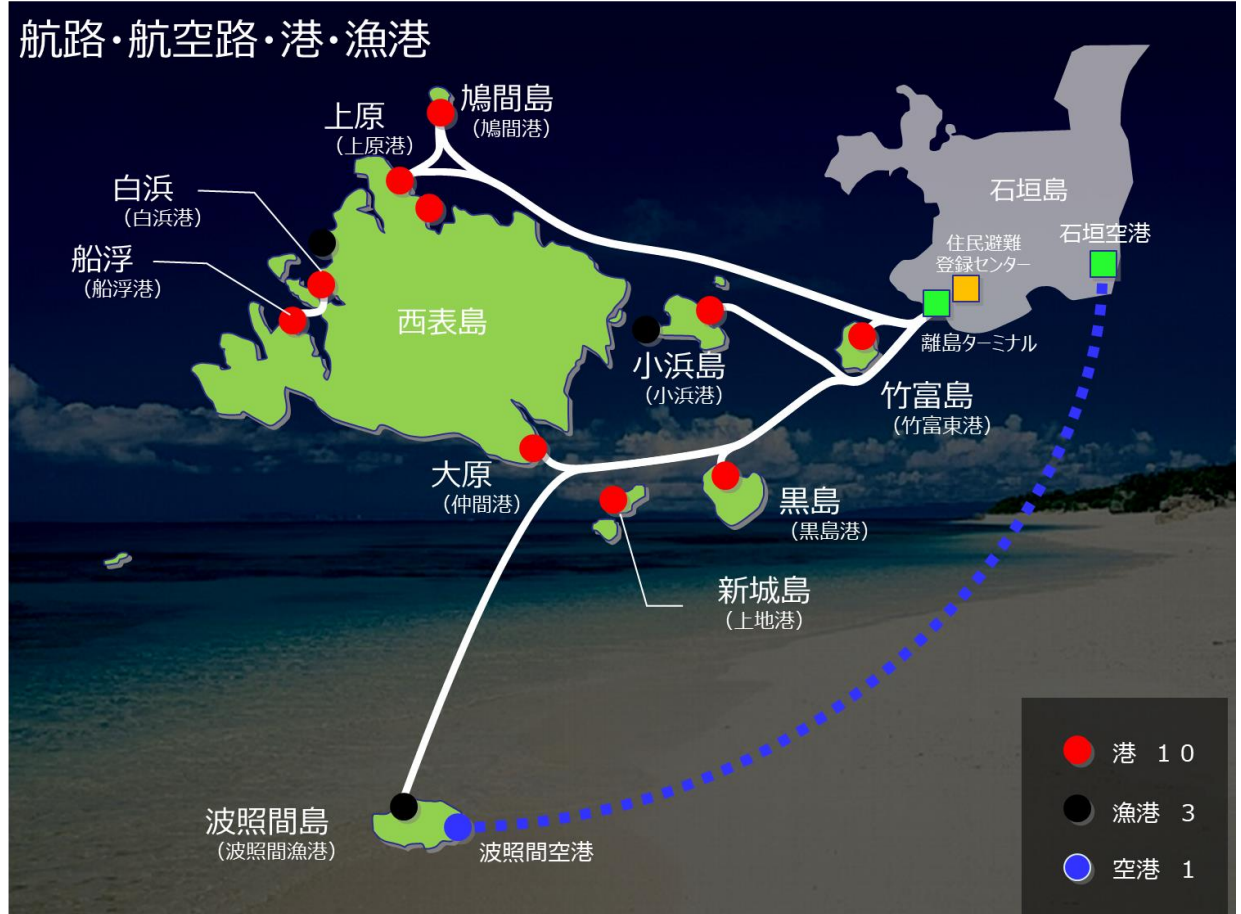 航路・航空路・港・漁港
鳩間島
（鳩間港）
上原
（上原港）
白浜
（白浜港）
船浮
（船浮港）
西表島
石垣島
石垣空港
住民避難
登録センター
離島ターミナル
小浜島
（小浜港）
竹富島
（竹富東港）
大原
（仲間港）
黒島
（黒島港）
新城島
（上地港）
波照間島
（波照間漁港）
波照間空港
港 １０
漁港 ３
空港 １